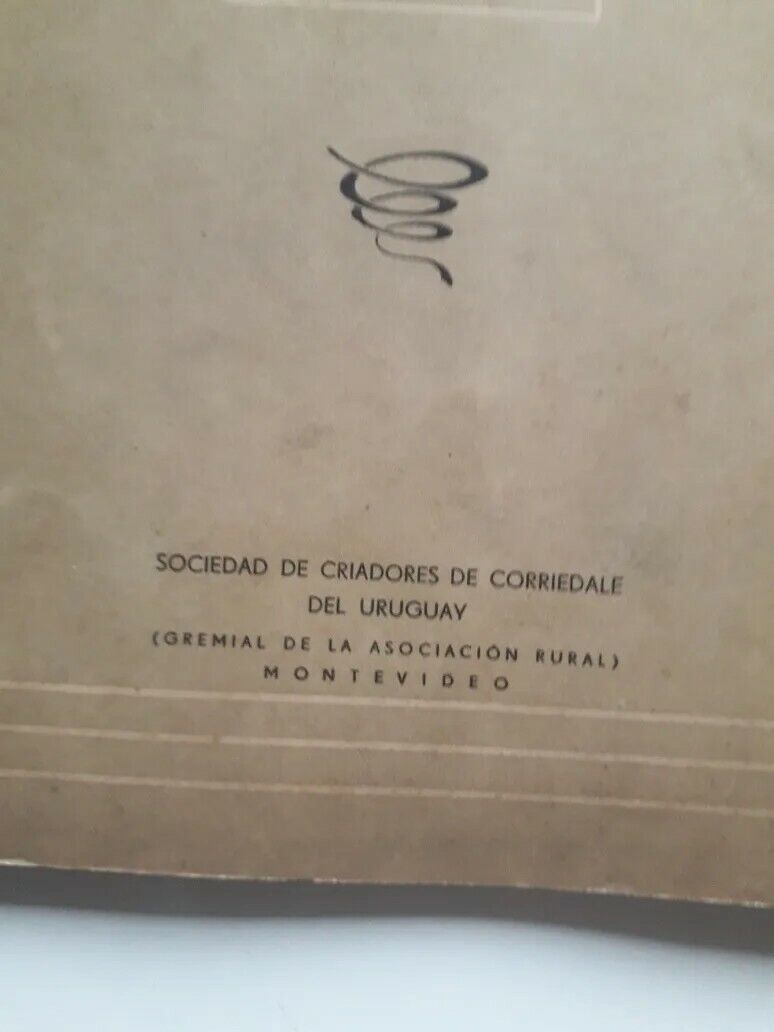 SOCIEDAD DE CRIADORES DE CORRIEDALE
DEL URUGUAY
(GREMIAL DE LA ASOCIACIÓN RURAL)
MONTEVIDEO